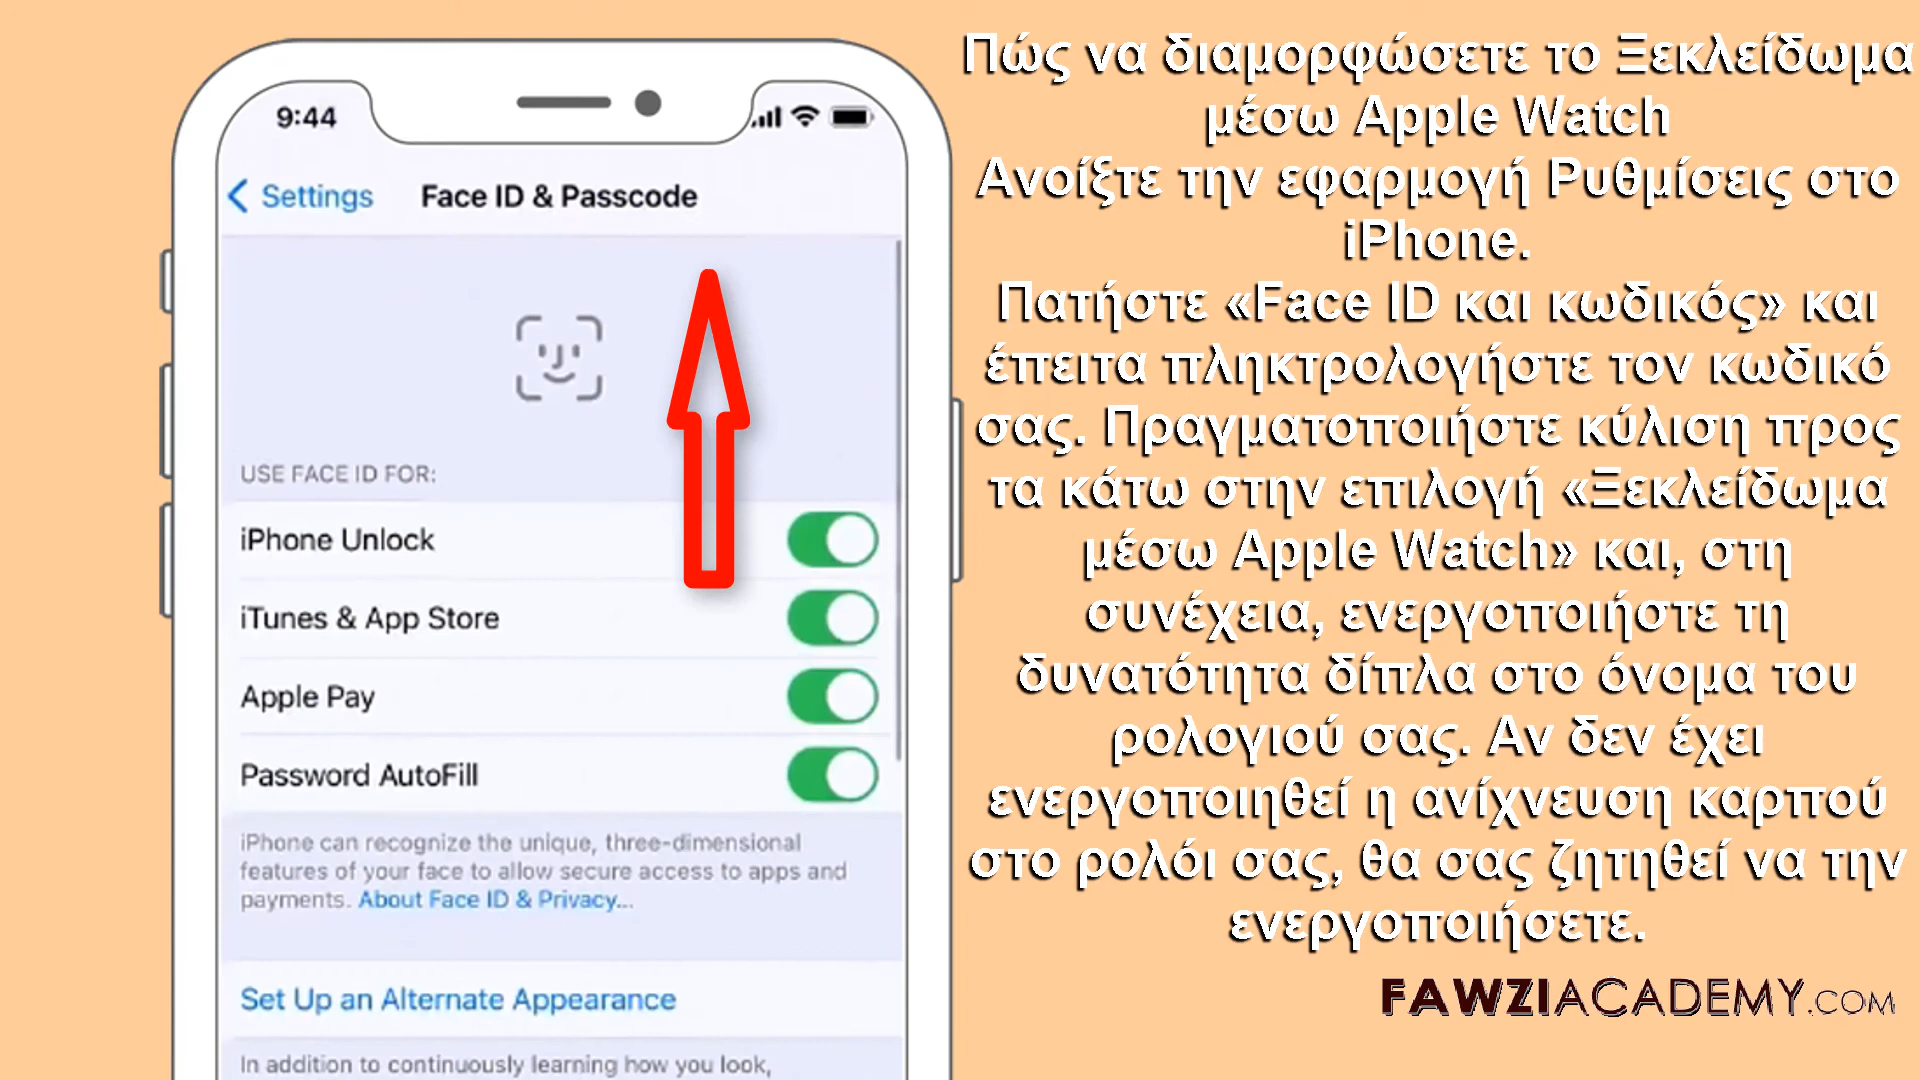 9:44
Settings
Face ID & Passcode
USE FACE ID FOR:
iPhone Unlock
iTunes & App Store
Apple Pay
Password AutoFill
iPhone can recognize the unique, three-dimensional
features of your face to allow secure access to apps and
payments. About Face ID & Privacy...
Set Up an Alternate Appearance
In addition to continuously learning how you look,
Πώς να διαμορφώσετε το Ξεκλείδωμα
μέσω Apple Watch
Ανοίξτε την εφαρμογή Ρυθμίσεις στο
iPhone.
Πατήστε «Face ID και κωδικός» και
έπειτα πληκτρολογήστε τον κωδικό
σας. Πραγματοποιήστε κύλιση προς
τα κάτω στην επιλογή «Ξεκλείδωμα
μέσω Apple Watch» και, στη
συνέχεια, ενεργοποιήστε τη
δυνατότητα δίπλα στο όνομα του
ρολογιού σας. Αν δεν έχει
ενεργοποιηθεί η ανίχνευση καρπού
στο ρολόι σας, θα σας ζητηθεί να την
ενεργοποιήσετε.
FAWZIACADEMY.COM